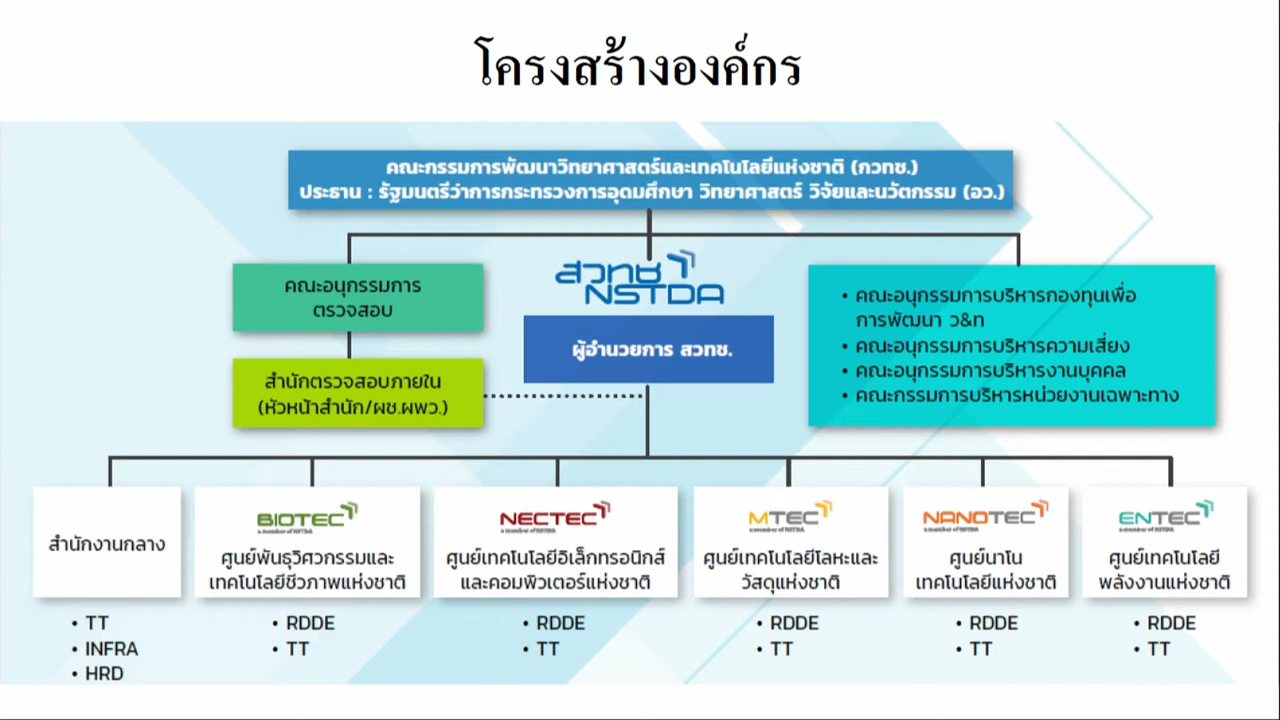 โครงสร้างองค์กร
คณะกรรมการพัฒนาวิทยาศาสตร์และเทคโนโลยีแห่งชาติ (กวทช.)
ประธาน : รัฐมนตรีว่าการกระทรวงการอุดมศึกษา วิทยาศาสตร์ วิจัยและนวัตกรรม (อว.)
คณะอนุกรรมการ
ตรวจสอบ
สำนักตรวจสอบภายใน
(หัวหน้าสำนัก/ผช.ผพว.)
สวทช
NSTDA
ผู้อำนวยการ สวทช.
• คณะอนุกรรมการบริหารกองทุนเพื่อ
การพัฒนา ว&ท
• คณะอนุกรรมการบริหารความเสี่ยง
• คณะอนุกรรมการบริหารงานบุคคล
• คณะกรรมการบริหารหน่วยงานเฉพาะทาง
สำนักงานกลาง
• TT
• INFRA
• HRD
BIOTEC
a member of NSTDA
ศูนย์พันธุวิศวกรรมและ
เทคโนโลยีชีวภาพแห่งชาติ
• RDDE
• TT
NECTEC
a member of NSTDA
ศูนย์เทคโนโลยีอิเล็กทรอนิกส์
และคอมพิวเตอร์แห่งชาติ
• RDDE
• TT
MTEC
a member of NSTDA
ศูนย์เทคโนโลยีโลหะและ
วัสดุแห่งชาติ
• RDDE
• TT
NANOTEC
a member of NSTDA
ศูนย์นาโน
เทคโนโลยีแห่งชาติ
• RDDE
• TT
ENTEC
a member of NSTDA
ศูนย์เทคโนโลยี
พลังงานแห่งชาติ
• RDDE
• TT